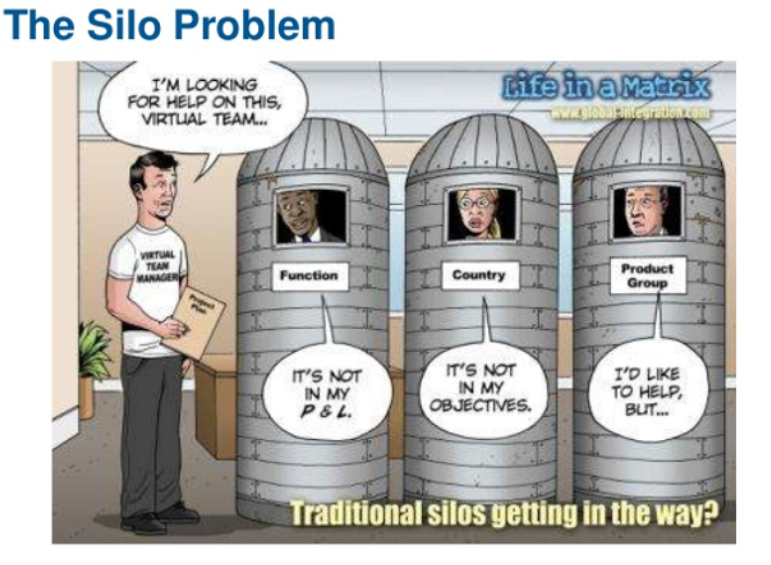 The Silo Problem
I'M LOOKING
FOR HELP ON THIS,
VIRTUAL TEAM...
Life in a Matrix
www.global-integration.com
VIRTUAL
TEAM
MANAGER
Project
Plan
Function
Country
Product
Group
IT'S NOT
IN MY
P & L.
IT'S NOT
IN MY
OBJECTIVES.
I'D LIKE
TO HELP,
BUT...
Traditional silos getting in the way?